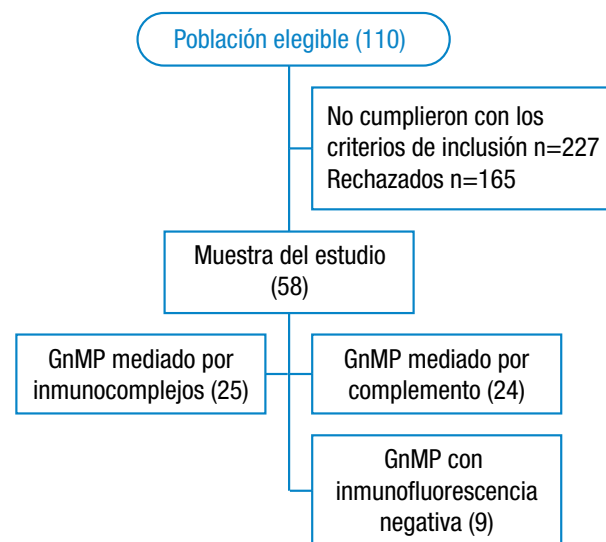 Población elegible (110)
No cumplieron con los
criterios de inclusión n=227
Rechazados n=165
Muestra del estudio
(58)
GnMP mediado por
inmunocomplejos (25)
GnMP mediado por
complemento (24)
GnMP con
inmunofluorescencia
negativa (9)